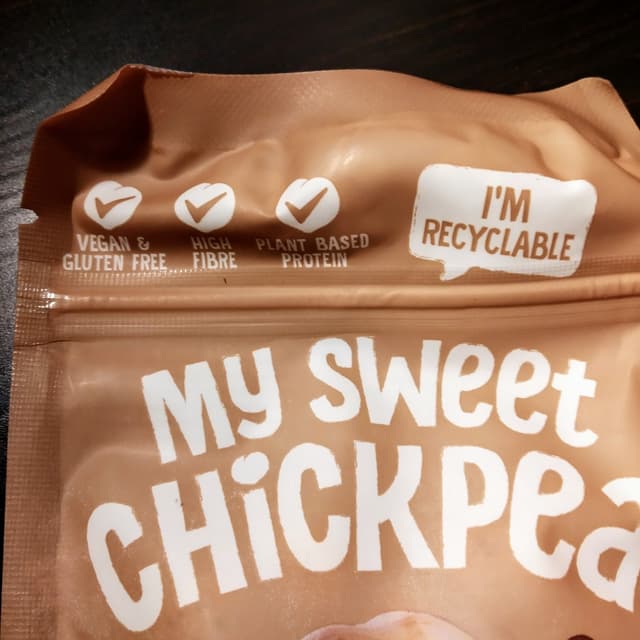 VEGAN &
GLUTEN FREE
HIGH
FIBRE
PLANT BASED
PROTEIN
I'M
RECYCLABLE
My SWeet
CHiCKPea